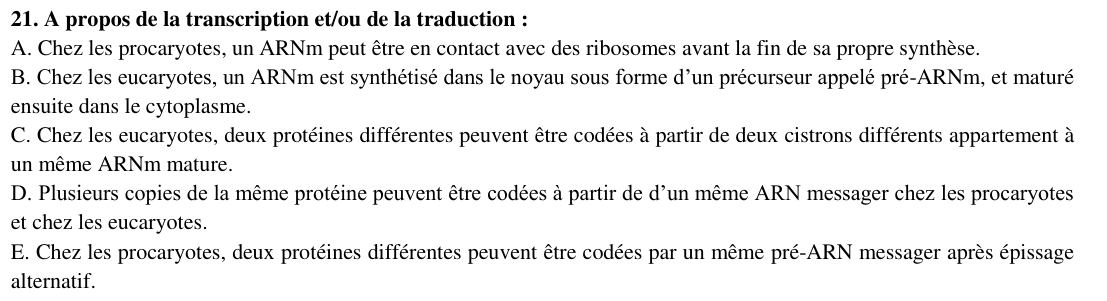 21. A propos de la transcription et/ou de la traduction :
A. Chez les procaryotes, un ARNm peut être en contact avec des ribosomes avant la fin de sa propre synthèse.
B. Chez les eucaryotes, un ARNm est synthétisé dans le noyau sous forme d’un précurseur appelé pré-ARNm, et maturé
ensuite dans le cytoplasme.
C. Chez les eucaryotes, deux protéines différentes peuvent être codées à partir de deux cistrons différents appartement à
un même ARNm mature.
D. Plusieurs copies de la même protéine peuvent être codées à partir de d’un même ARN messager chez les procaryotes
et chez les eucaryotes.
E. Chez les procaryotes, deux protéines différentes peuvent être codées par un même pré-ARN messager après épissage
alternatif.